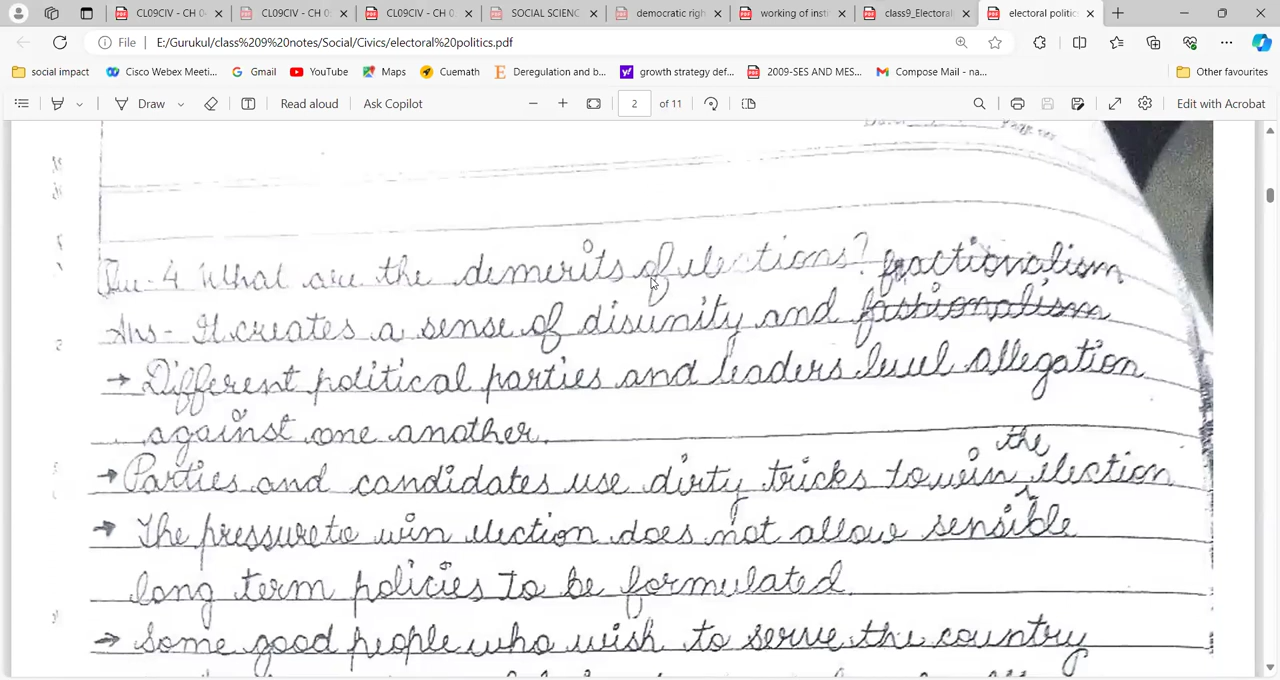 CL09CIV - CH 0
CL09CIV - CH 0
CL09CIV - CH 0
SOCIAL SCIENC
democratic righ
working of insti
class9_Electoral
electoral politic
File
E:/Gurukul/class%209%20notes/Social/Civics/electoral%20politics.pdf
social impact
Cisco Webex Meeti...
Gmail
YouTube
Maps
Cuemath
Deregulation and b...
growth strategy def...
2009-SES AND MES...
Compose Mail - na...
Other favourites
Draw
Read aloud
Ask Copilot
2 of 11
Edit with Acrobat
Que-4 What are the demerits of elections? fractionalism
Ans- It creates a sense of disunity and fashionalism
→ Different political parties and leaders level allegation
against one another.
→ Parties and candidates use dirty tricks to win the election
→ The pressure to win election does not allow sensible
long term policies to be formulated.
→ Some good people who wish to serve the country